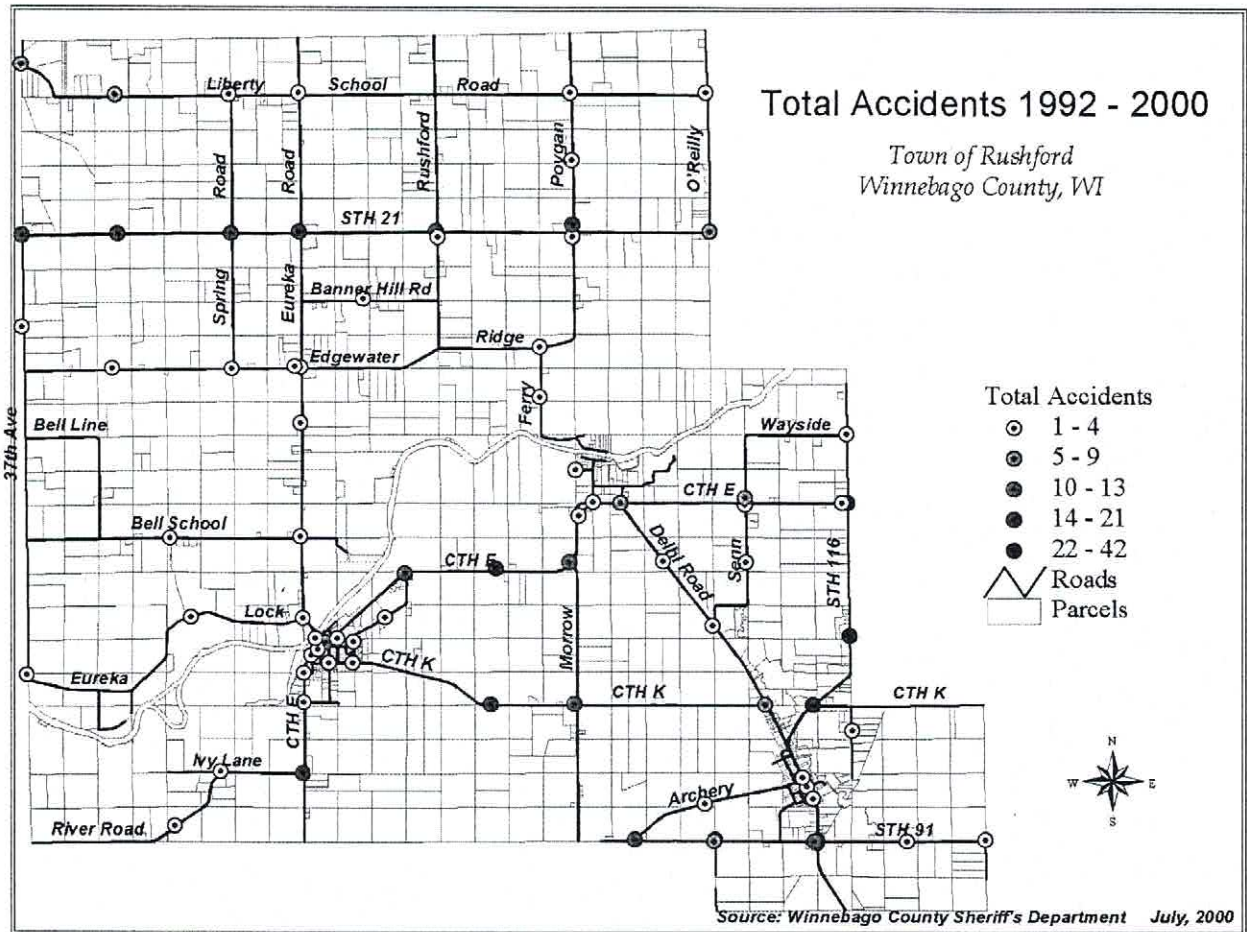 Total Accidents 1992 - 2000
Town of Rushford
Winnebago County, WI
Liberty School Road
Road
Road
Rushford
Poygan
O'Reilly
STH 21
Spring
Eureka
Banner Hill Rd
Ridge
Edgewater
37th Ave
Bell Line
Ferry
Wayside
CTH E
Bell School
CTH E
Delhi Road
Senn
STH 116
Lock
Morrow
Eureka
CTH K
CTH K
CTH K
CTH E
Ivy Lane
Archery
River Road
STH 91
Total Accidents
1 - 4
5 - 9
10 - 13
14 - 21
22 - 42
Roads
Parcels
N
W E
S
Source: Winnebago County Sheriff's Department July, 2000